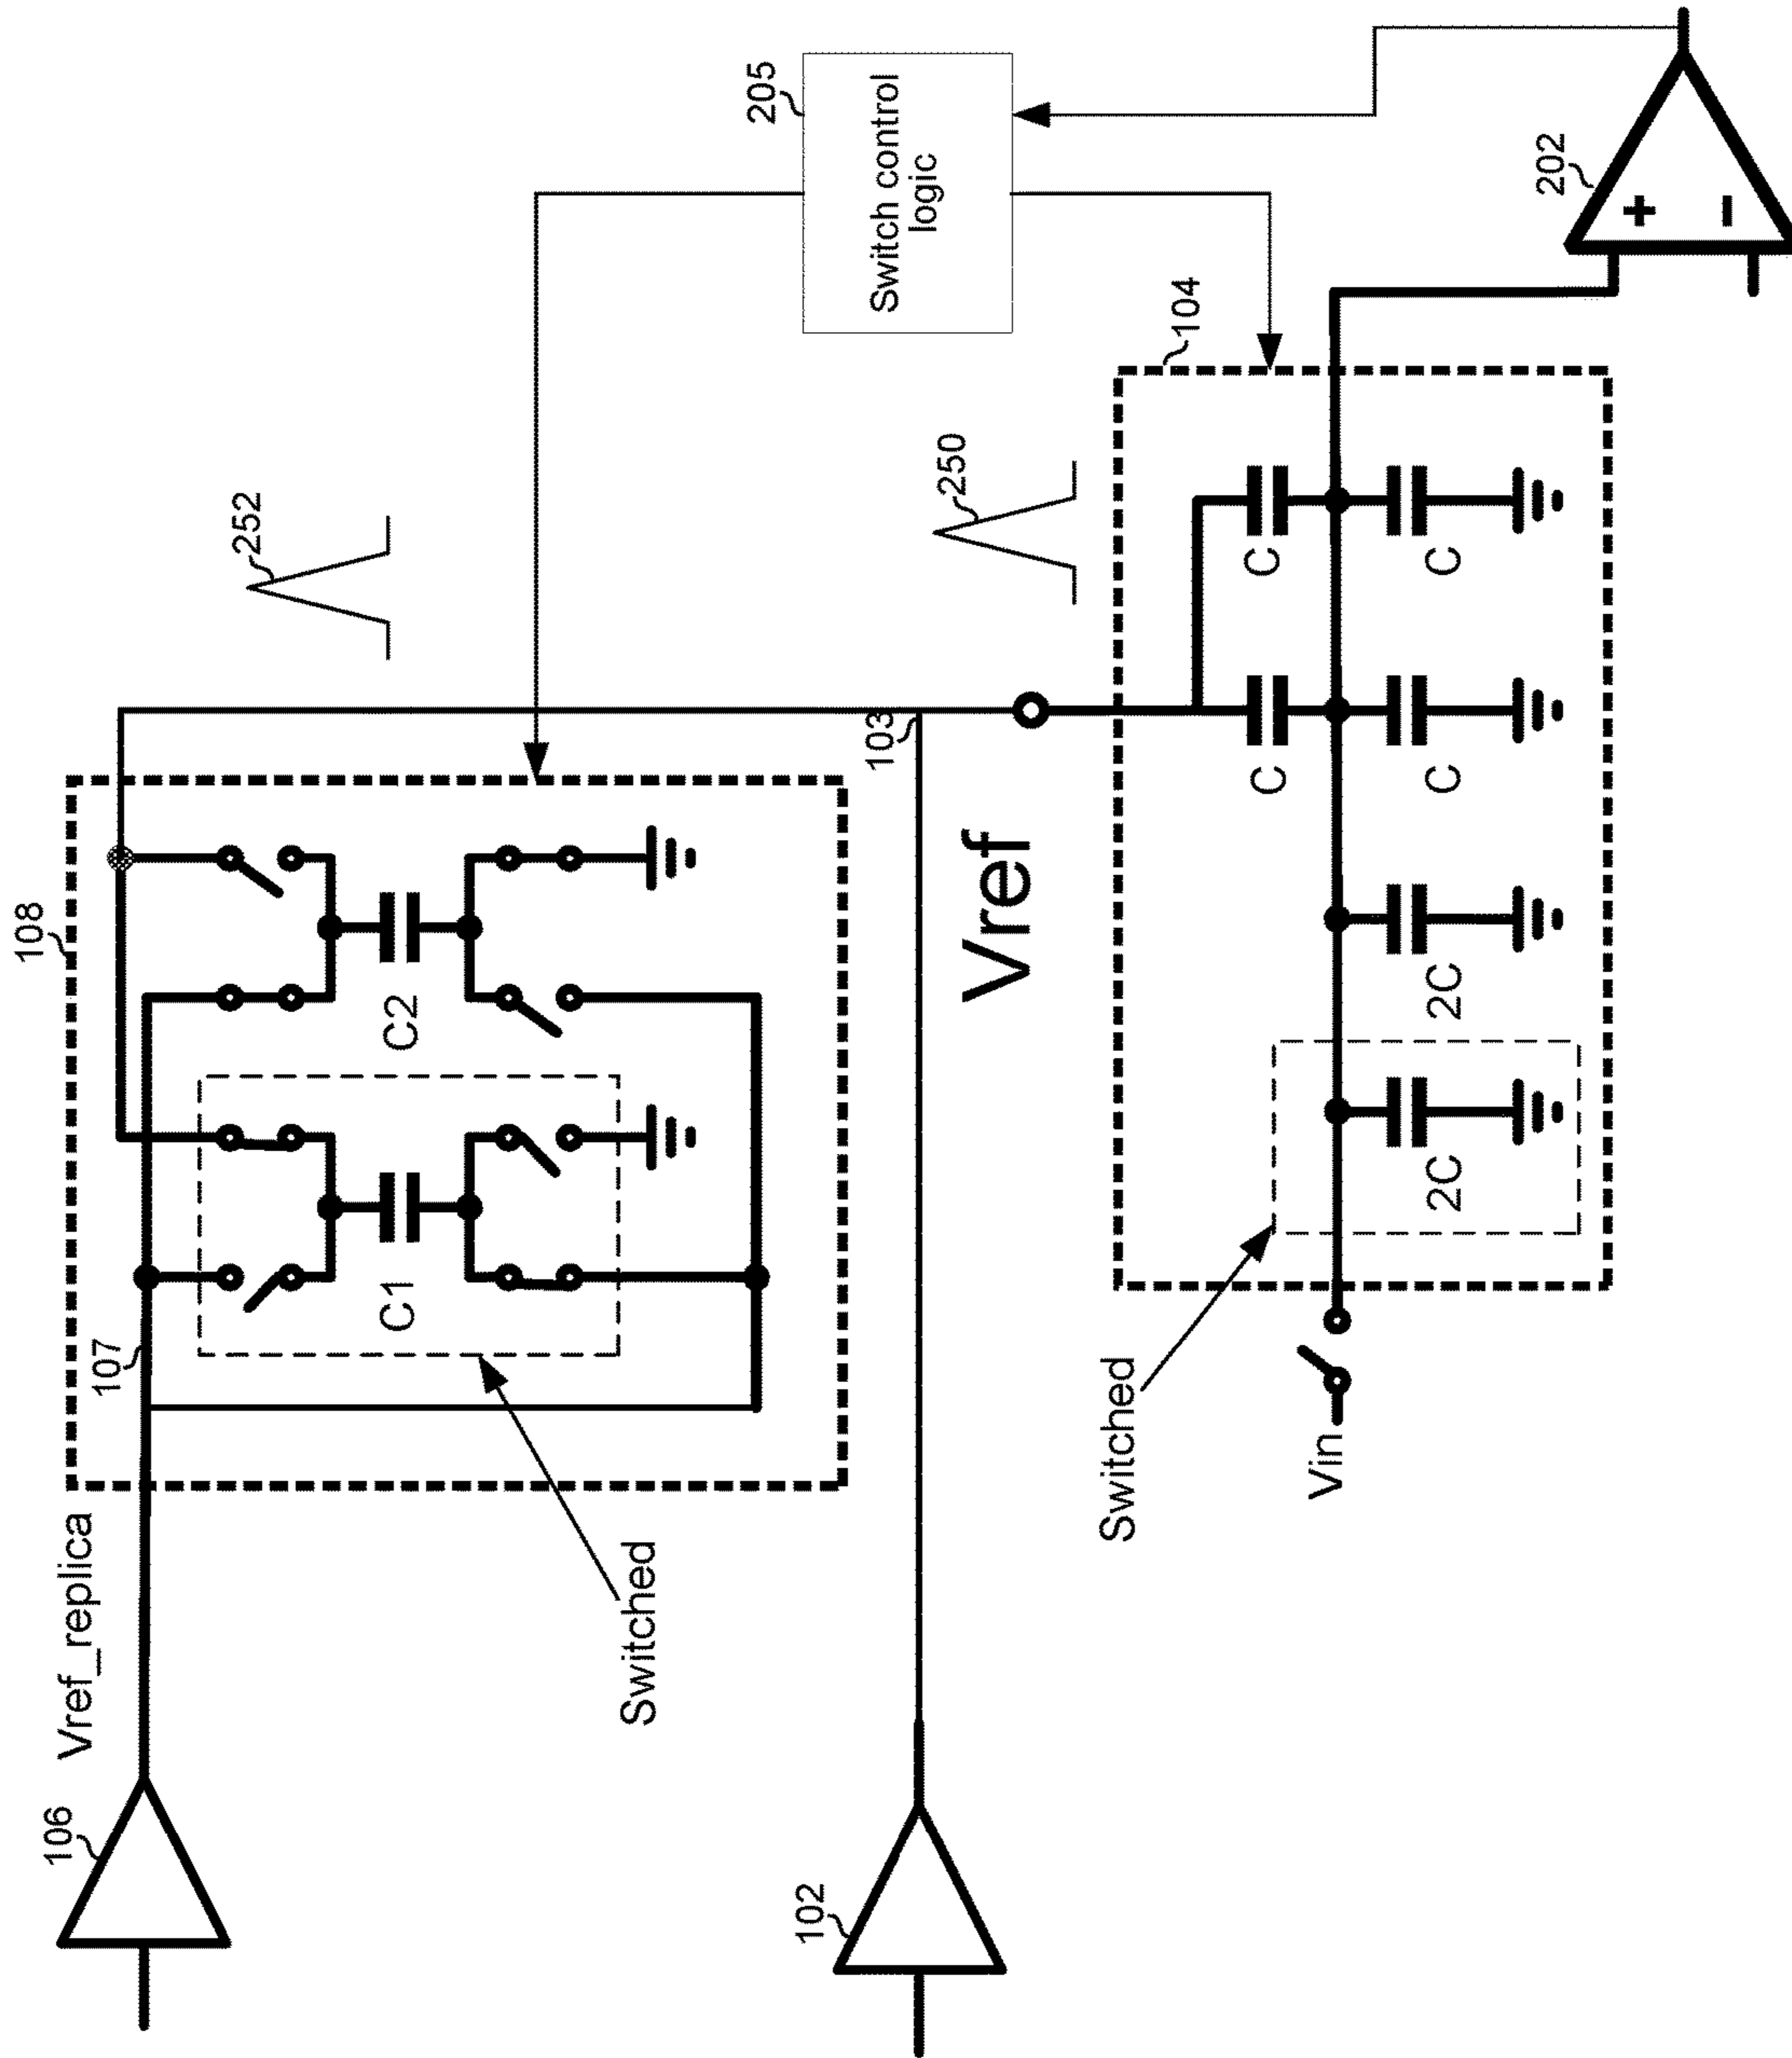 106
Vref_replica
107
108
252
205
Switch control
logic
C1
C2
Switched
102
103
Vref
250
104
202
Switched
Vin
C
C
2C
2C
C
C
+
−